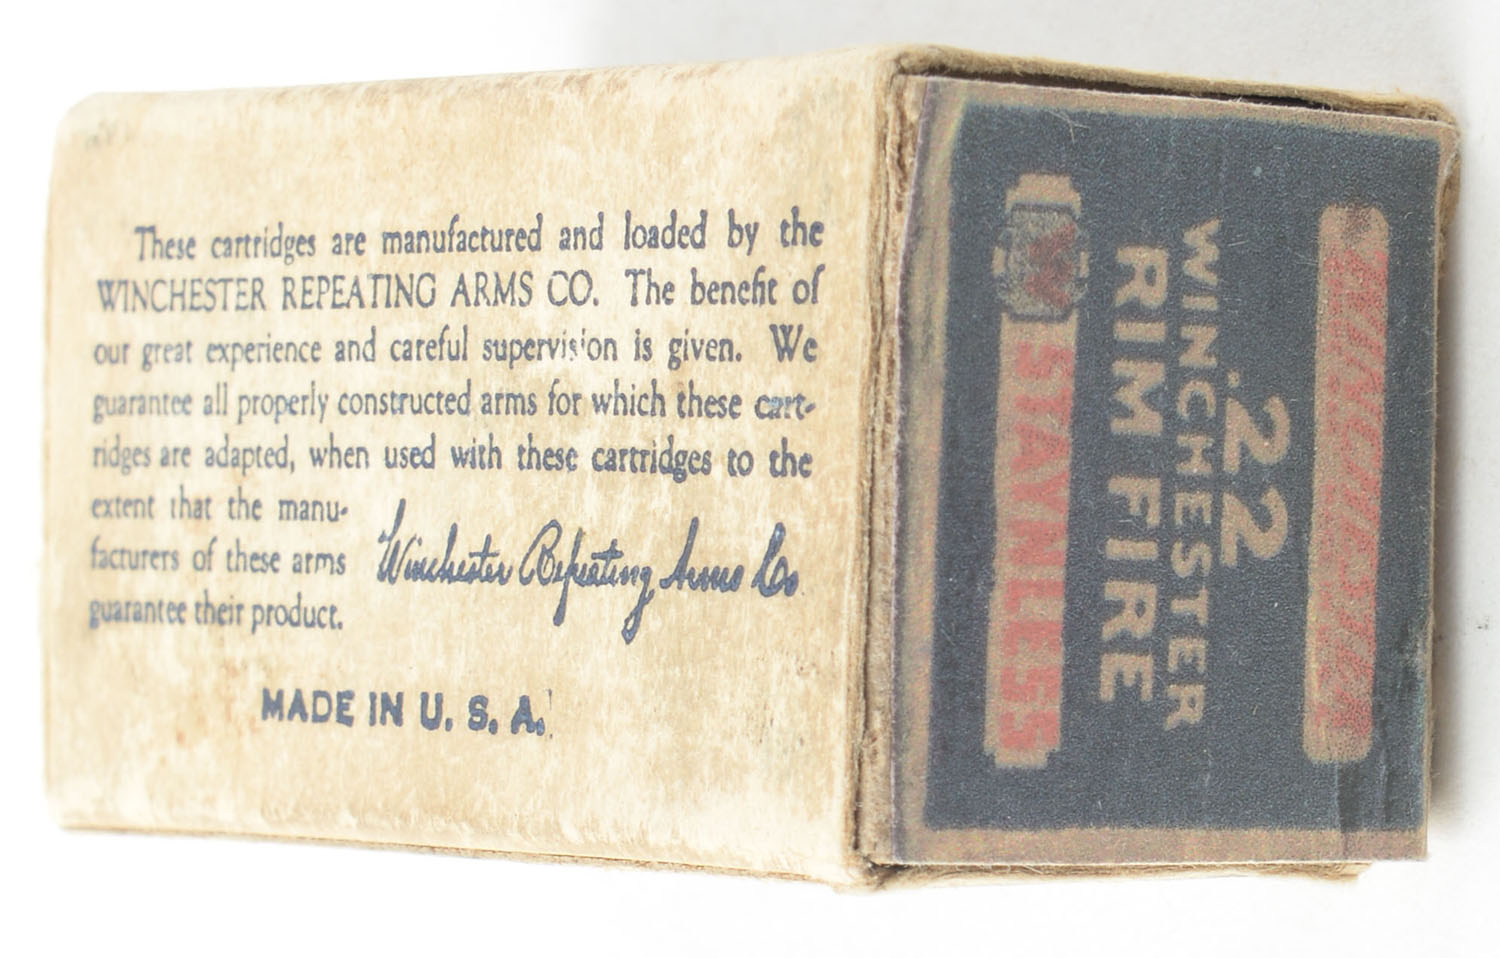 These cartridges are manufactured and loaded by the
WINCHESTER REPEATING ARMS CO. The benefit of
our great experience and careful supervision is given. We
guarantee all properly constructed arms for which these cart-
ridges are adapted, when used with these cartridges to the
extent that the manu-
facturers of these arms
guarantee their product.
Winchester Repeating Arms Co.
MADE IN U. S. A.
WINCHESTER
.22
WINCHESTER
RIM FIRE
W STAYNLESS